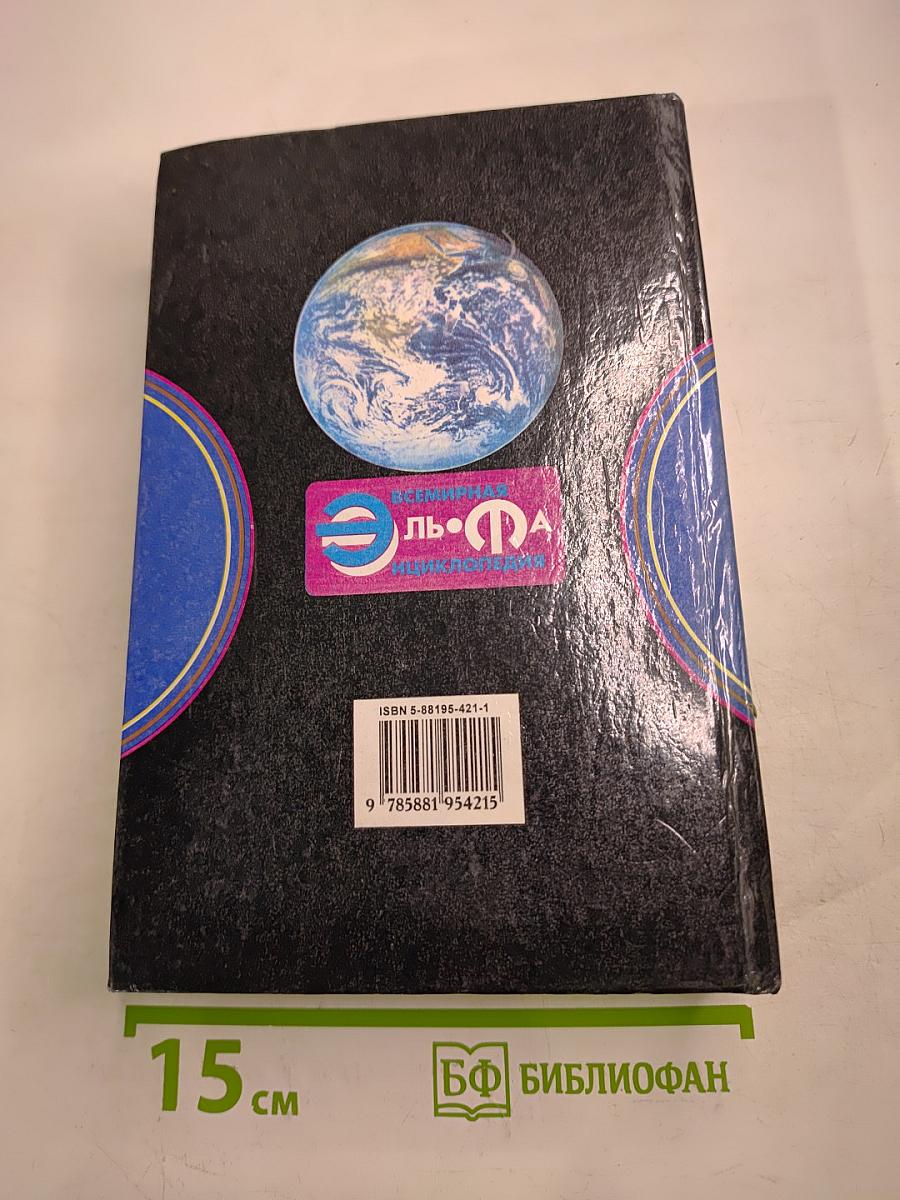 ВСЕМИРНАЯ
ЭЛЬ•ФА
ЭНЦИКЛОПЕДИЯ
ISBN 5-88195-421-1
9 785881 954215
15 см
БФ БИБЛИОФАН